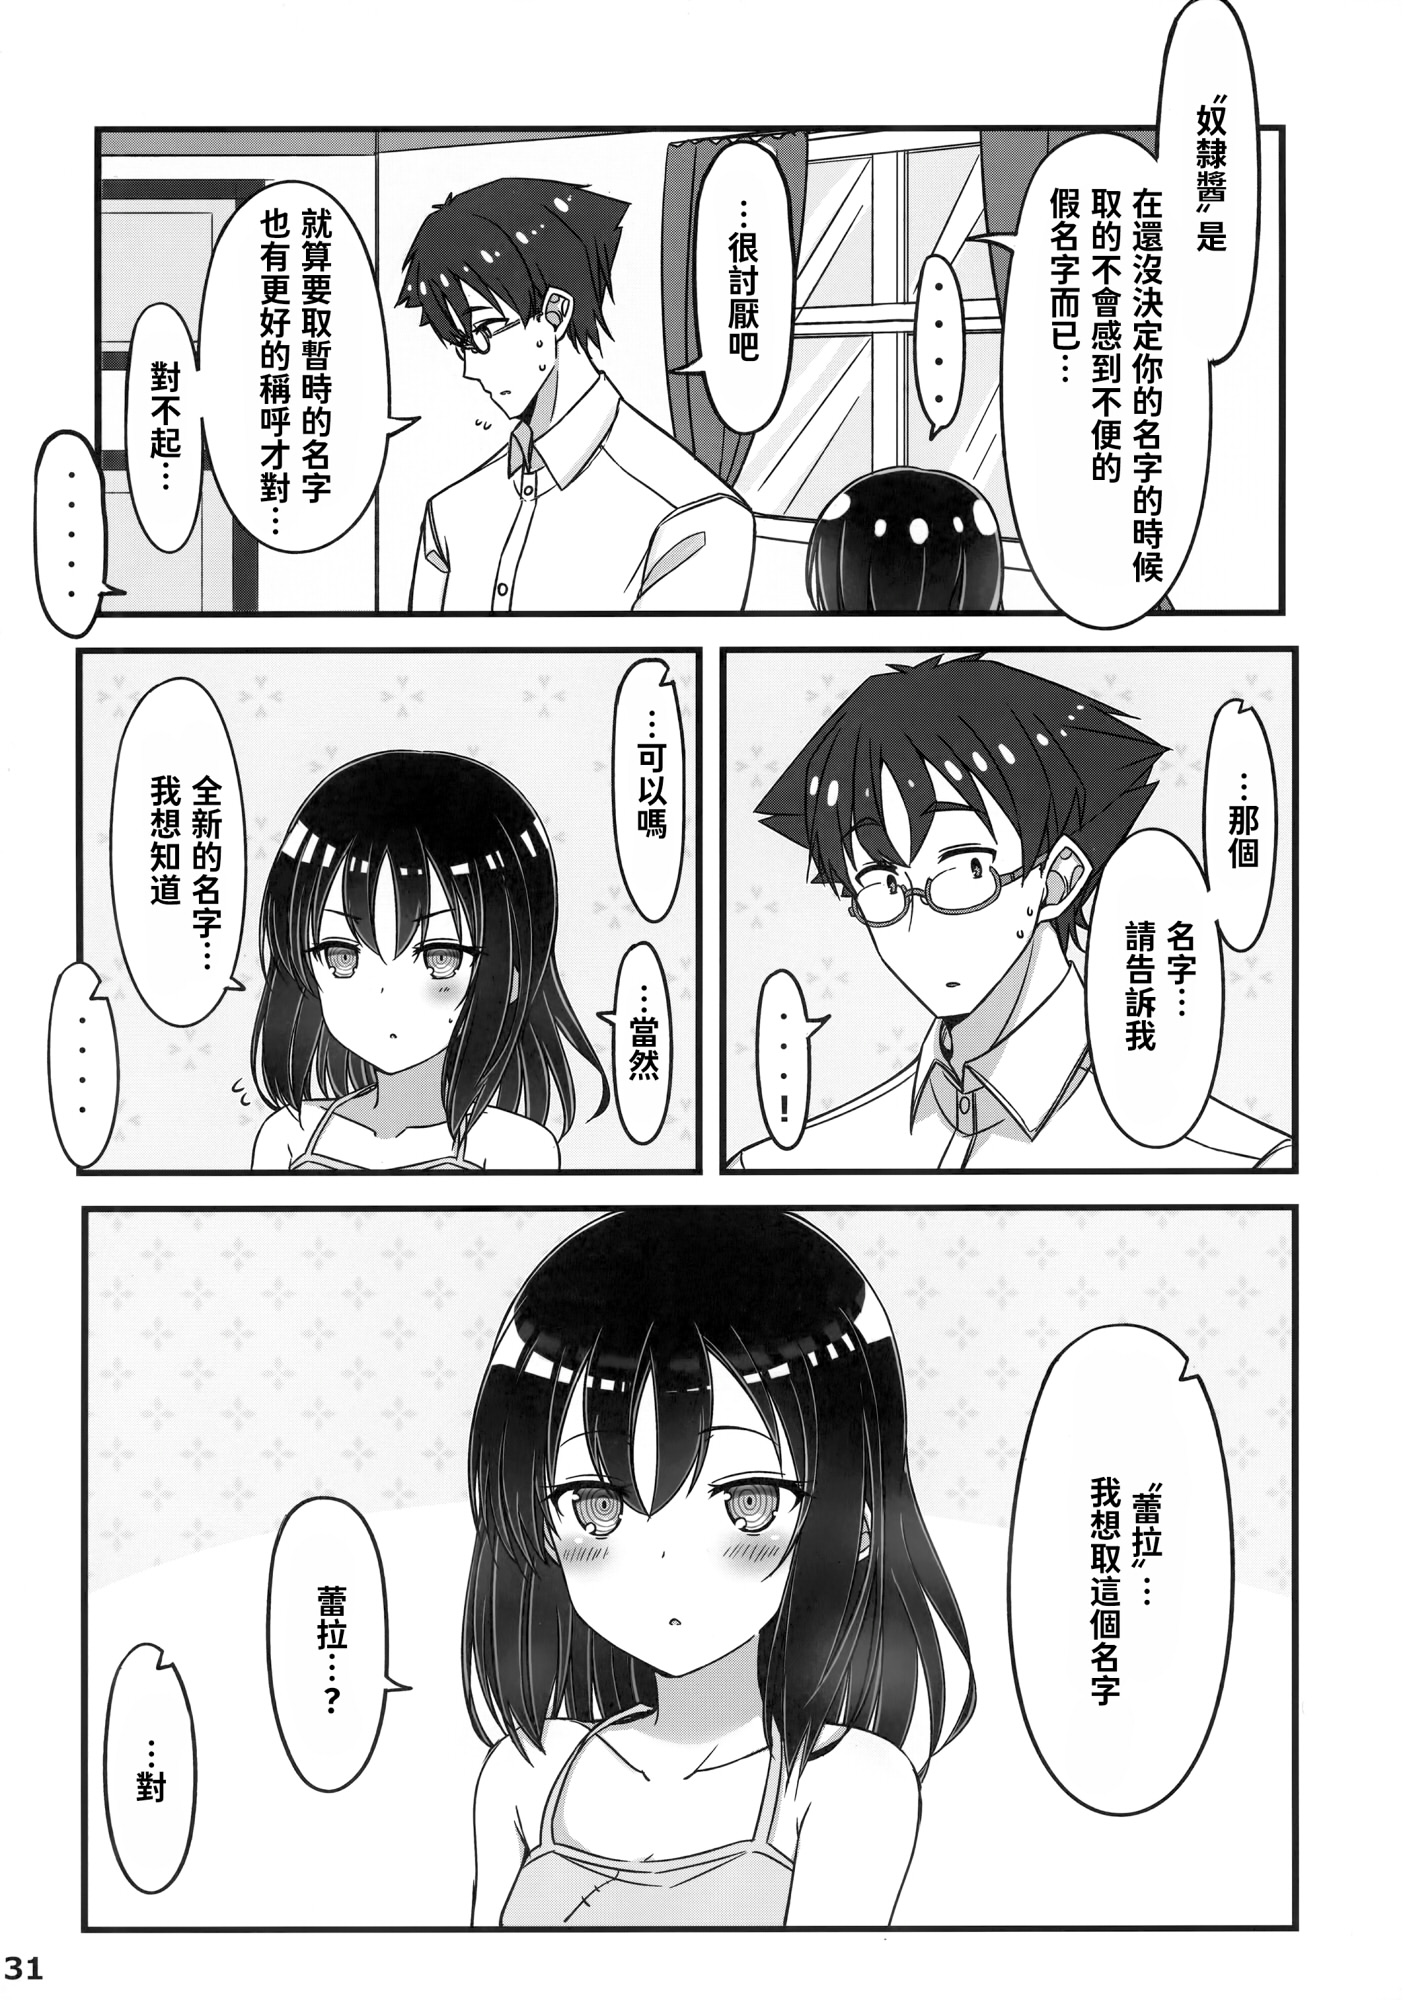 〝奴隸醬〞是
在還沒決定你的名字的時候
取的不會感到不便的
假名字而已…
・・・・
…很討厭吧
就算要取暫時的名字
也有更好的稱呼才對…
對不起…
・・・・・
…那個
名字…
請告訴我
・・・！
…可以嗎
…當然
全新的名字…
我想知道
・・・・
〝蕾拉〞…
我想取這個名字
蕾拉…？
…對
31